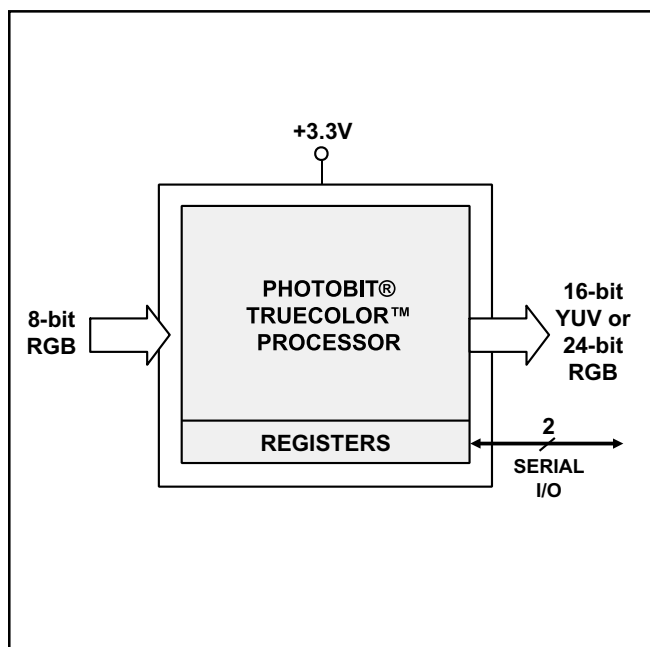 +3.3V
PHOTOBIT®
TRUECOLOR™
PROCESSOR
8-bit
RGB
16-bit
YUV or
24-bit
RGB
REGISTERS
2
SERIAL
I/O